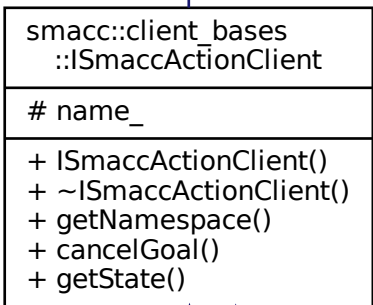 smacc::client_bases
::ISmaccActionClient
# name_
+ ISmaccActionClient()
+ ~ISmaccActionClient()
+ getNamespace()
+ cancelGoal()
+ getState()